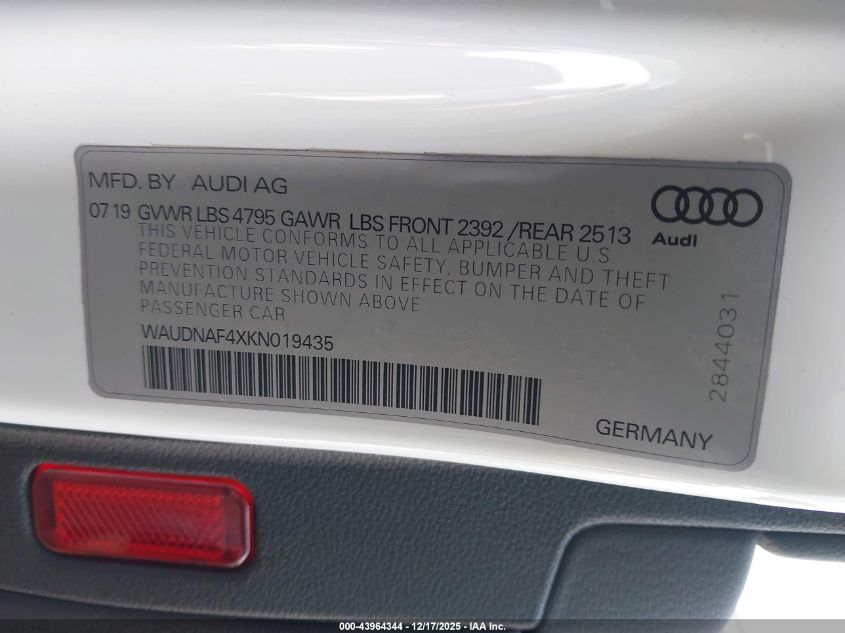 MFD. BY AUDI AG
07 19 GVWR LBS 4795 GAWR LBS FRONT 2392 /REAR 2513
THIS VEHICLE CONFORMS TO ALL APPLICABLE U.S.
FEDERAL MOTOR VEHICLE SAFETY, BUMPER AND THEFT
PREVENTION STANDARDS IN EFFECT ON THE DATE OF
MANUFACTURE SHOWN ABOVE
PASSENGER CAR
WAUDNAF4XKN019435
Audi
2844031
GERMANY
000-43964344 / 12/17/2025 - IAA Inc.